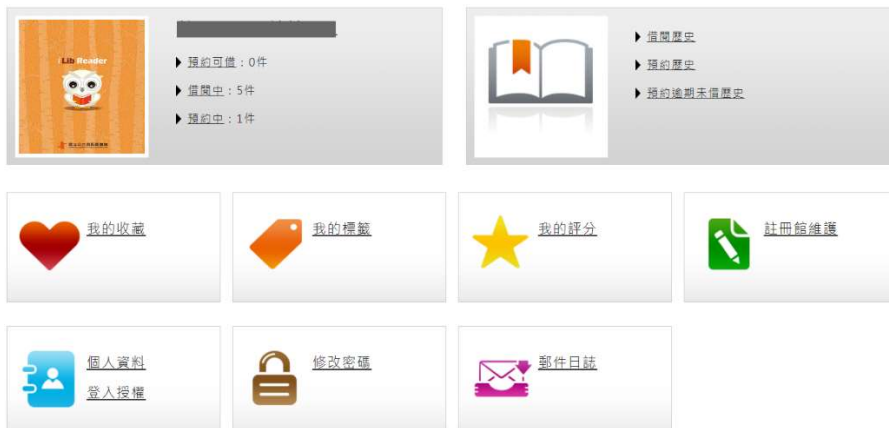 iLib Reader
預約可借：0件
借閱中：5件
預約中：1件
借閱歷史
預約歷史
預約逾期未借歷史
我的收藏
我的標籤
我的評分
註冊館維護
個人資料
登入授權
修改密碼
郵件日誌